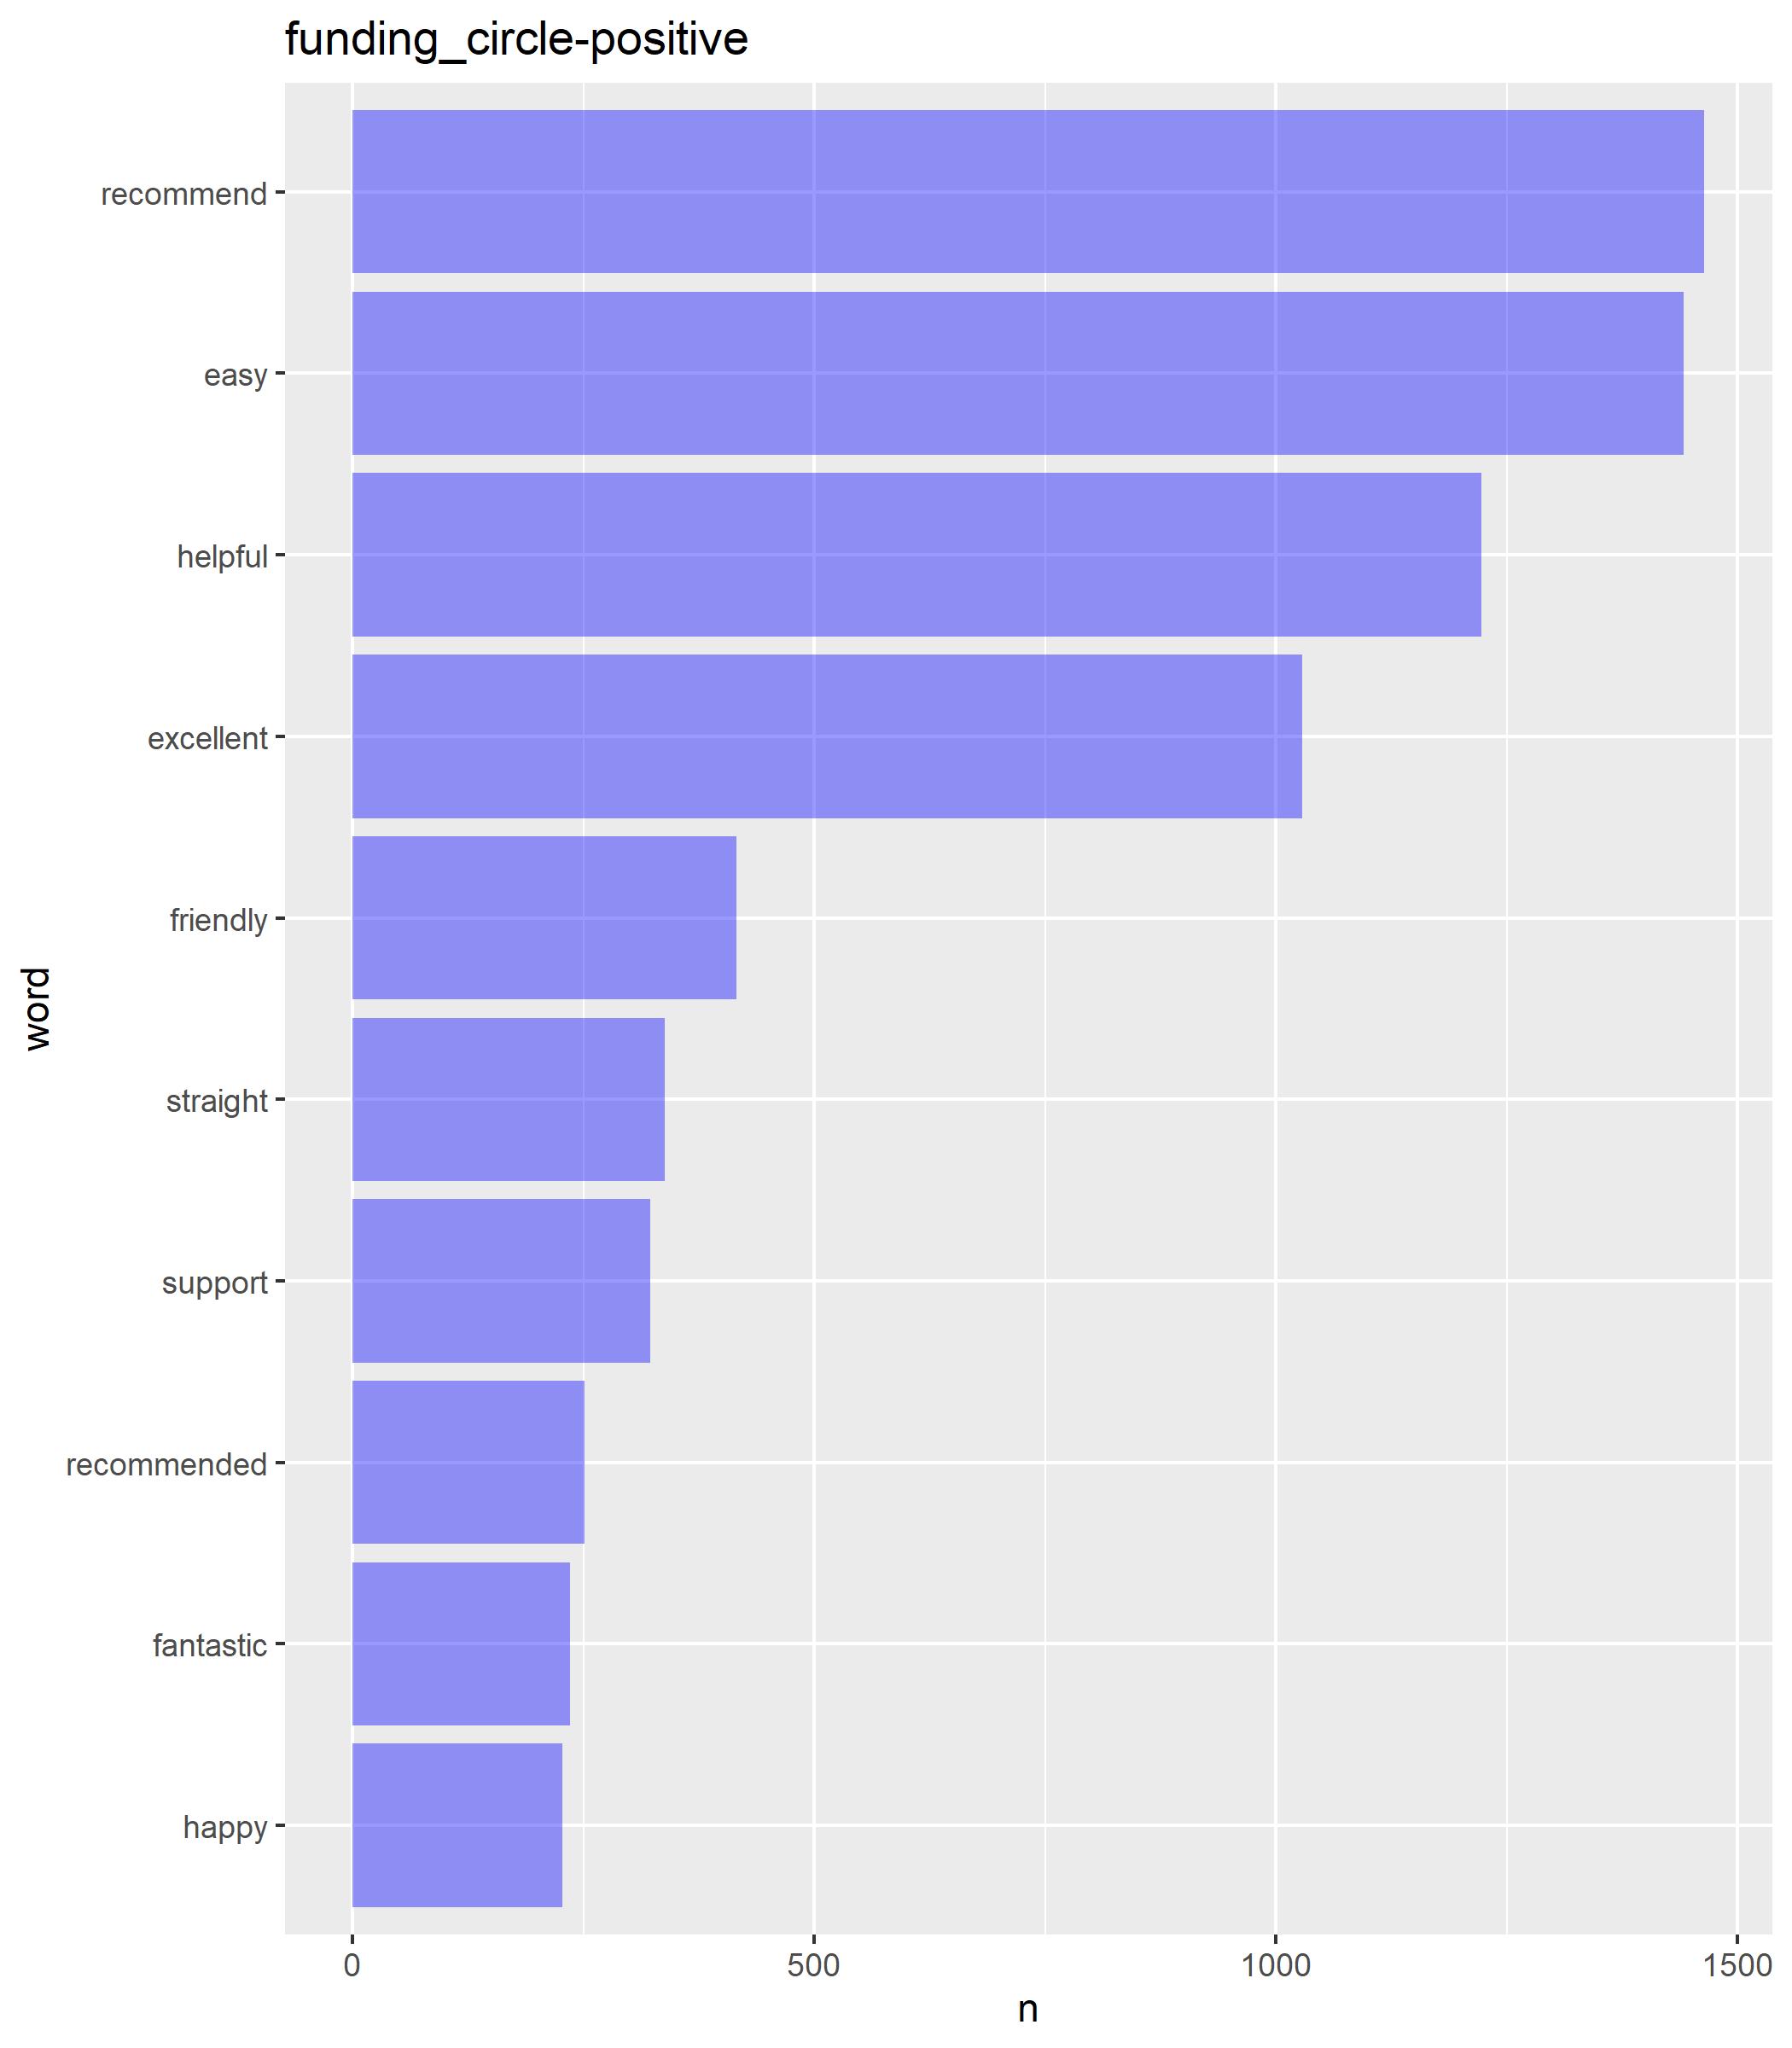 funding_circle-positive
recommend
easy
helpful
excellent
friendly
straight
support
recommended
fantastic
happy
word
0 500 1000 1500
n